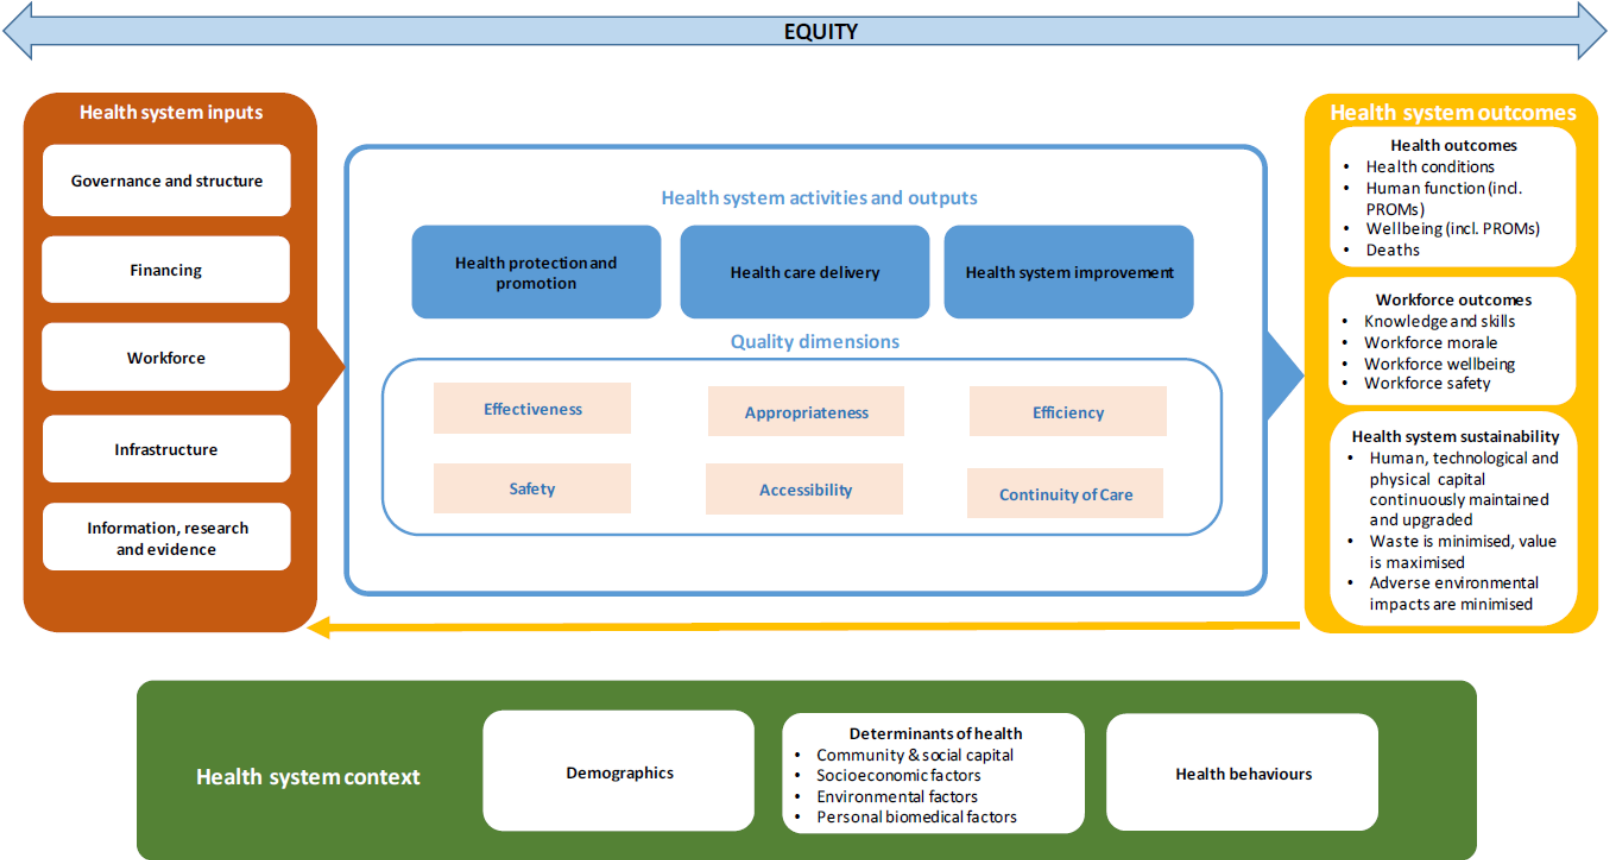 EQUITY
Health system inputs
Governance and structure
Financing
Workforce
Infrastructure
Information, research
and evidence
Health system activities and outputs
Health protection and
promotion
Health care delivery
Health system improvement
Quality dimensions
Effectiveness
Appropriateness
Efficiency
Safety
Accessibility
Continuity of Care
Health system outcomes
Health outcomes
• Health conditions
• Human function (incl.
PROMs)
• Wellbeing (incl. PROMs)
• Deaths
Workforce outcomes
• Knowledge and skills
• Workforce morale
• Workforce wellbeing
• Workforce safety
Health system sustainability
• Human, technological and
physical capital
continuously maintained
and upgraded
• Waste is minimised, value
is maximised
• Adverse environmental
impacts are minimised
Health system context
Demographics
Determinants of health
• Community & social capital
• Socioeconomic factors
• Environmental factors
• Personal biomedical factors
Health behaviours